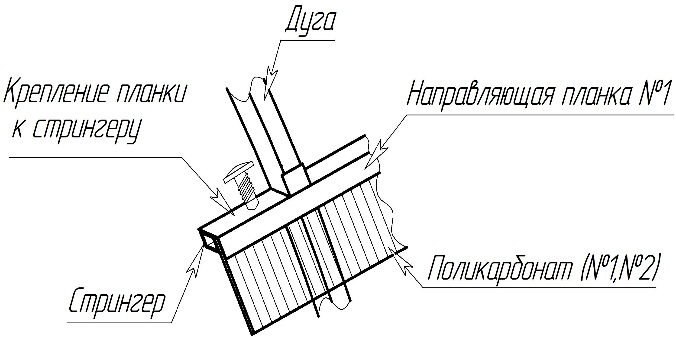 Дуга
Крепление планки
к стрингеру
Направляющая планка №1
Поликарбонат (№1,№2)
Стрингер